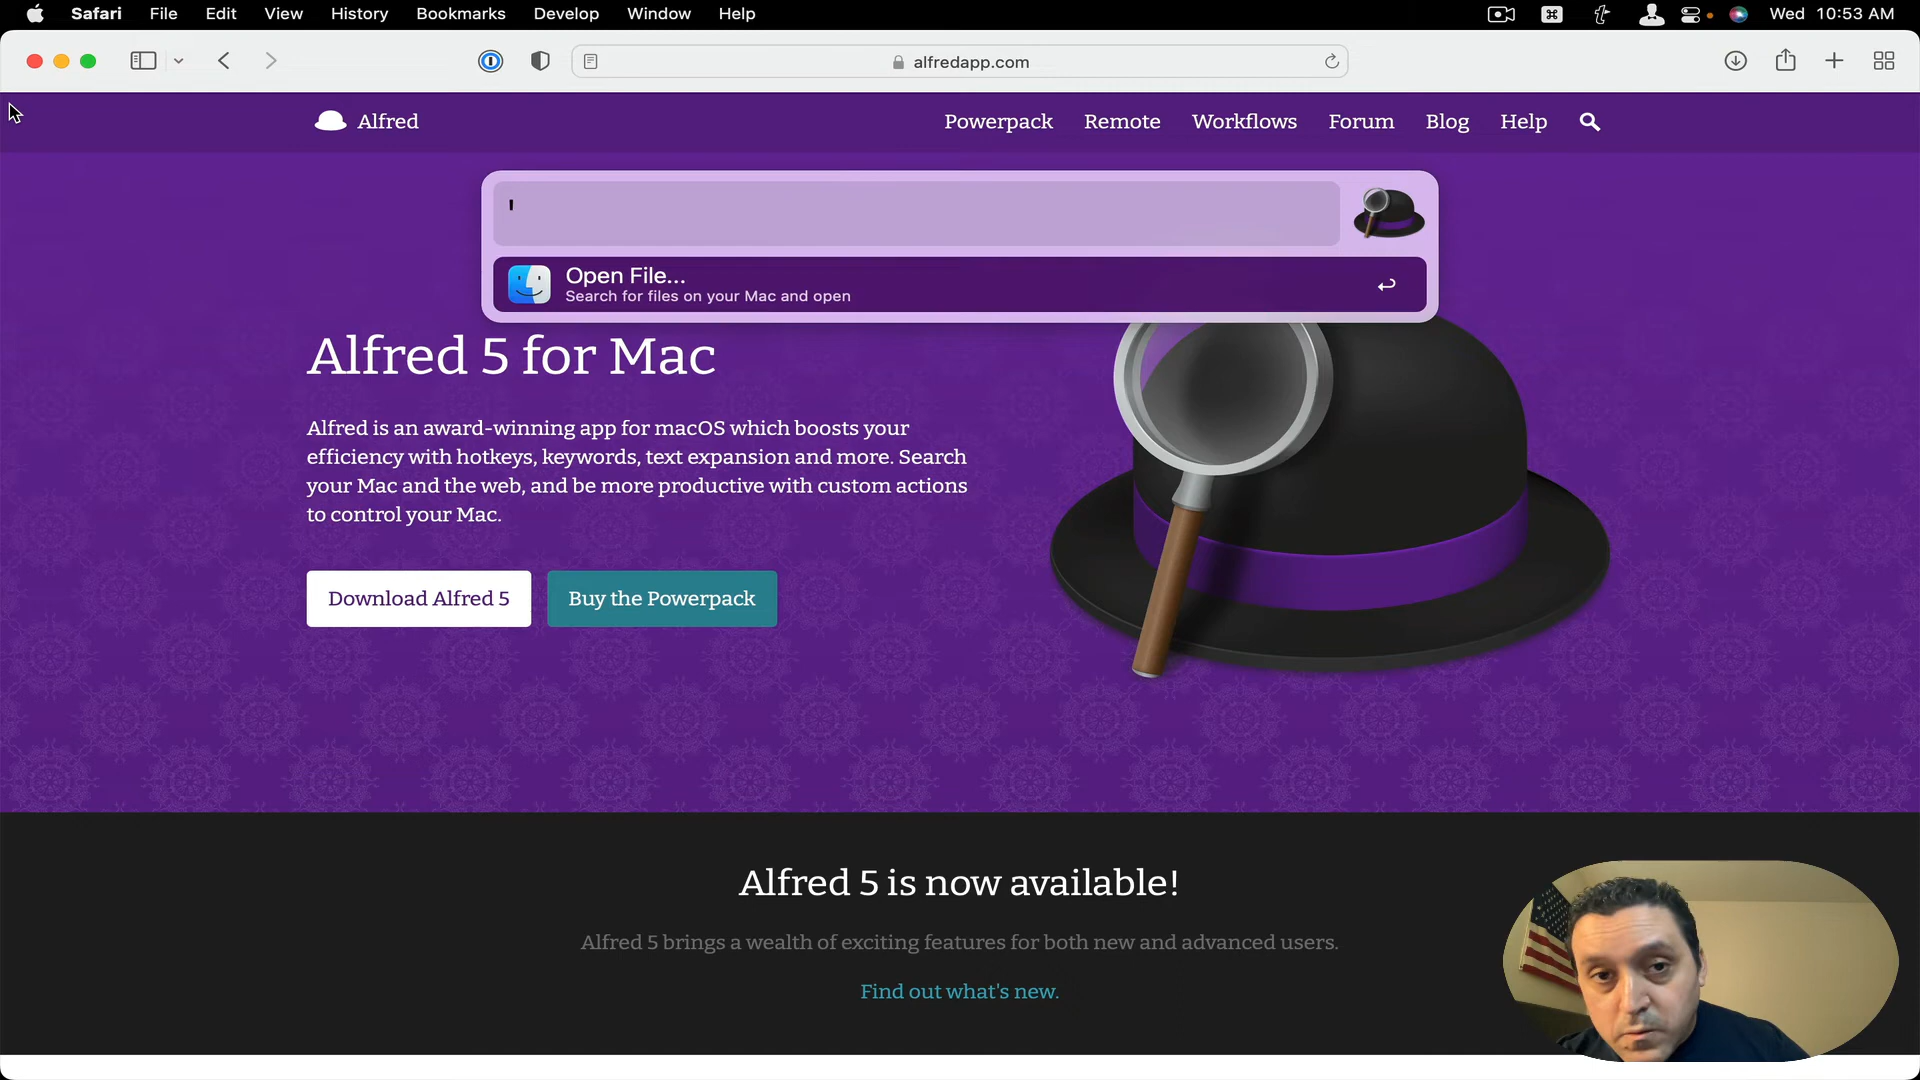 Safari File Edit View History Bookmarks Develop Window Help Wed 10:53 AM
alfredapp.com
Alfred Powerpack Remote Workflows Forum Blog Help
'
Open File...
Search for files on your Mac and open
Alfred 5 for Mac
Alfred is an award-winning app for macOS which boosts your
efficiency with hotkeys, keywords, text expansion and more. Search
your Mac and the web, and be more productive with custom actions
to control your Mac.
Download Alfred 5 Buy the Powerpack
Alfred 5 is now available!
Alfred 5 brings a wealth of exciting features for both new and advanced users.
Find out what's new.